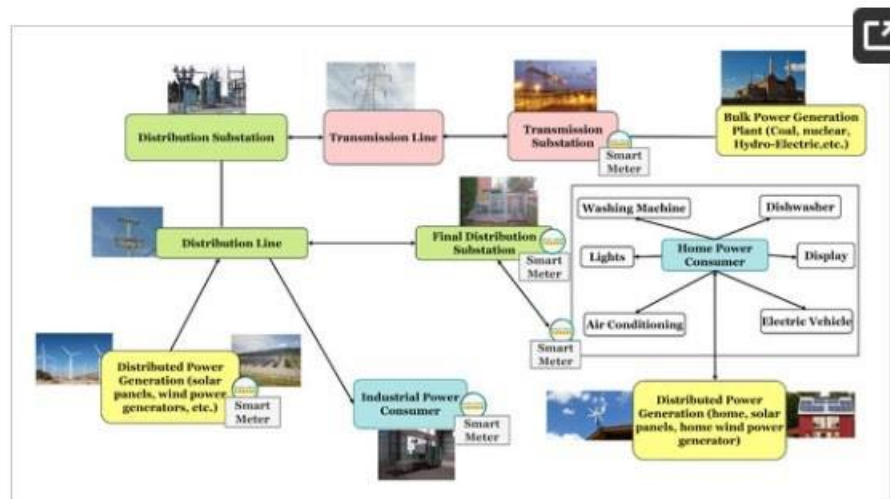 Distribution Substation
Transmission Line
Transmission
Substation
Smart
Meter
Bulk Power Generation
Plant (Coal, nuclear,
Hydro-Electric,etc.)
Distribution Line
Final Distribution
Substation
Smart
Meter
Smart
Meter
Washing Machine
Dishwasher
Home Power
Consumer
Lights
Display
Air Conditioning
Electric Vehicle
Distributed Power
Generation (solar
panels, wind power
generators, etc.)
Smart
Meter
Industrial Power
Consumer
Smart
Meter
Distributed Power
Generation (home, solar
panels, home wind power
generator)